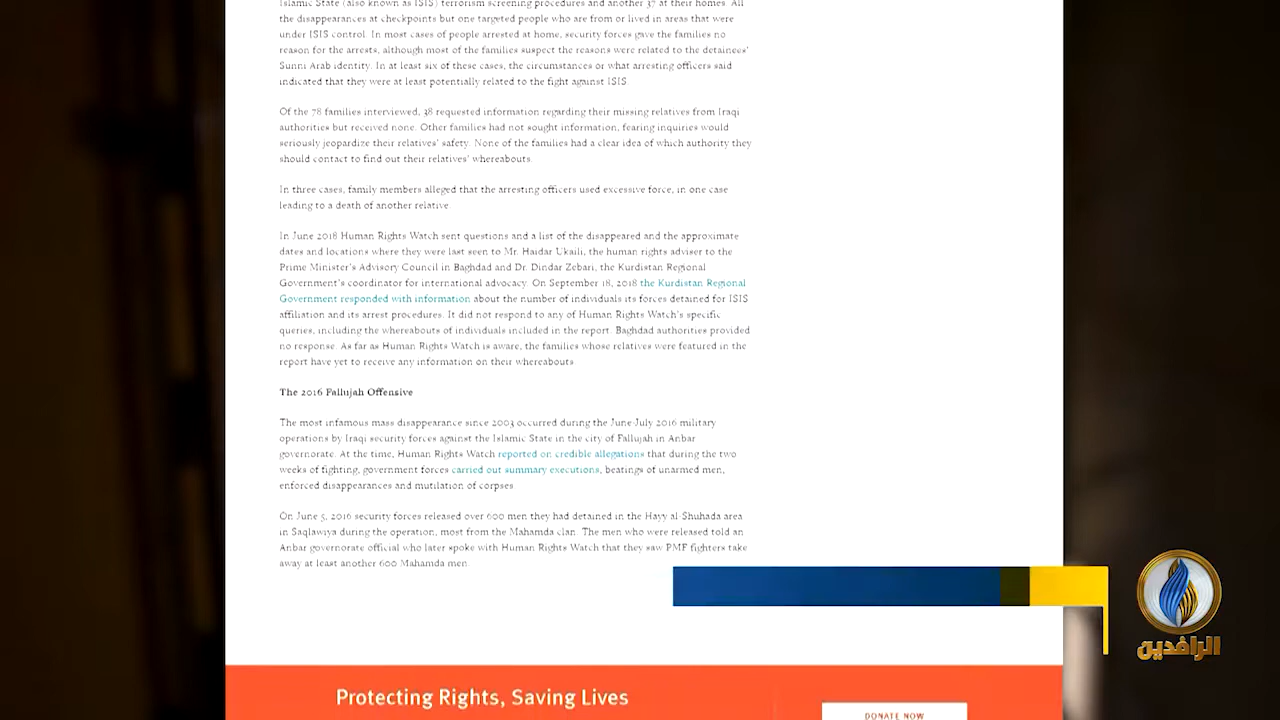 Islamic State (also known as ISIS) terrorism screening procedures and another 37 at their homes. All
the disappearances at checkpoints but one targeted people who are from or lived in areas that were
under ISIS control. In most cases of people arrested at home, security forces gave the families no
reason for the arrests, although most of the families suspect the reasons were related to the detainees'
Sunni Arab identity. In at least six of these cases, the circumstances or what arresting officers said
indicated that they were at least potentially related to the fight against ISIS.
Of the 78 families interviewed, 38 requested information regarding their missing relatives from Iraqi
authorities but received none. Other families had not sought information, fearing inquiries would
seriously jeopardize their relatives' safety. None of the families had a clear idea of which authority they
should contact to find out their relatives' whereabouts.
In three cases, family members alleged that the arresting officers used excessive force, in one case
leading to a death of another relative.
In June 2018 Human Rights Watch sent questions and a list of the disappeared and the approximate
dates and locations where they were last seen to Mr. Haidar Ukaili, the human rights adviser to the
Prime Minister's Advisory Council in Baghdad and Dr. Dindar Zebari, the Kurdistan Regional
Government's coordinator for international advocacy. On September 18, 2018 the Kurdistan Regional
Government responded with information about the number of individuals its forces detained for ISIS
affiliation and its arrest procedures. It did not respond to any of Human Rights Watch's specific
queries, including the whereabouts of individuals included in the report. Baghdad authorities provided
no response. As far as Human Rights Watch is aware, the families whose relatives were featured in the
report have yet to receive any information on their whereabouts.
The 2016 Fallujah Offensive
The most infamous mass disappearance since 2003 occurred during the June-July 2016 military
operations by Iraqi security forces against the Islamic State in the city of Fallujah in Anbar
governorate. At the time, Human Rights Watch reported on credible allegations that during the two
weeks of fighting, government forces carried out summary executions, beatings of unarmed men,
enforced disappearances and mutilation of corpses.
On June 5, 2016 security forces released over 600 men they had detained in the Hayy al-Shuhada area
in Saqlawiya during the operation, most from the Mahamda clan. The men who were released told an
Anbar governorate official who later spoke with Human Rights Watch that they saw PMF fighters take
away at least another 600 Mahamda men.
الرافدين
Protecting Rights, Saving Lives
DONATE NOW